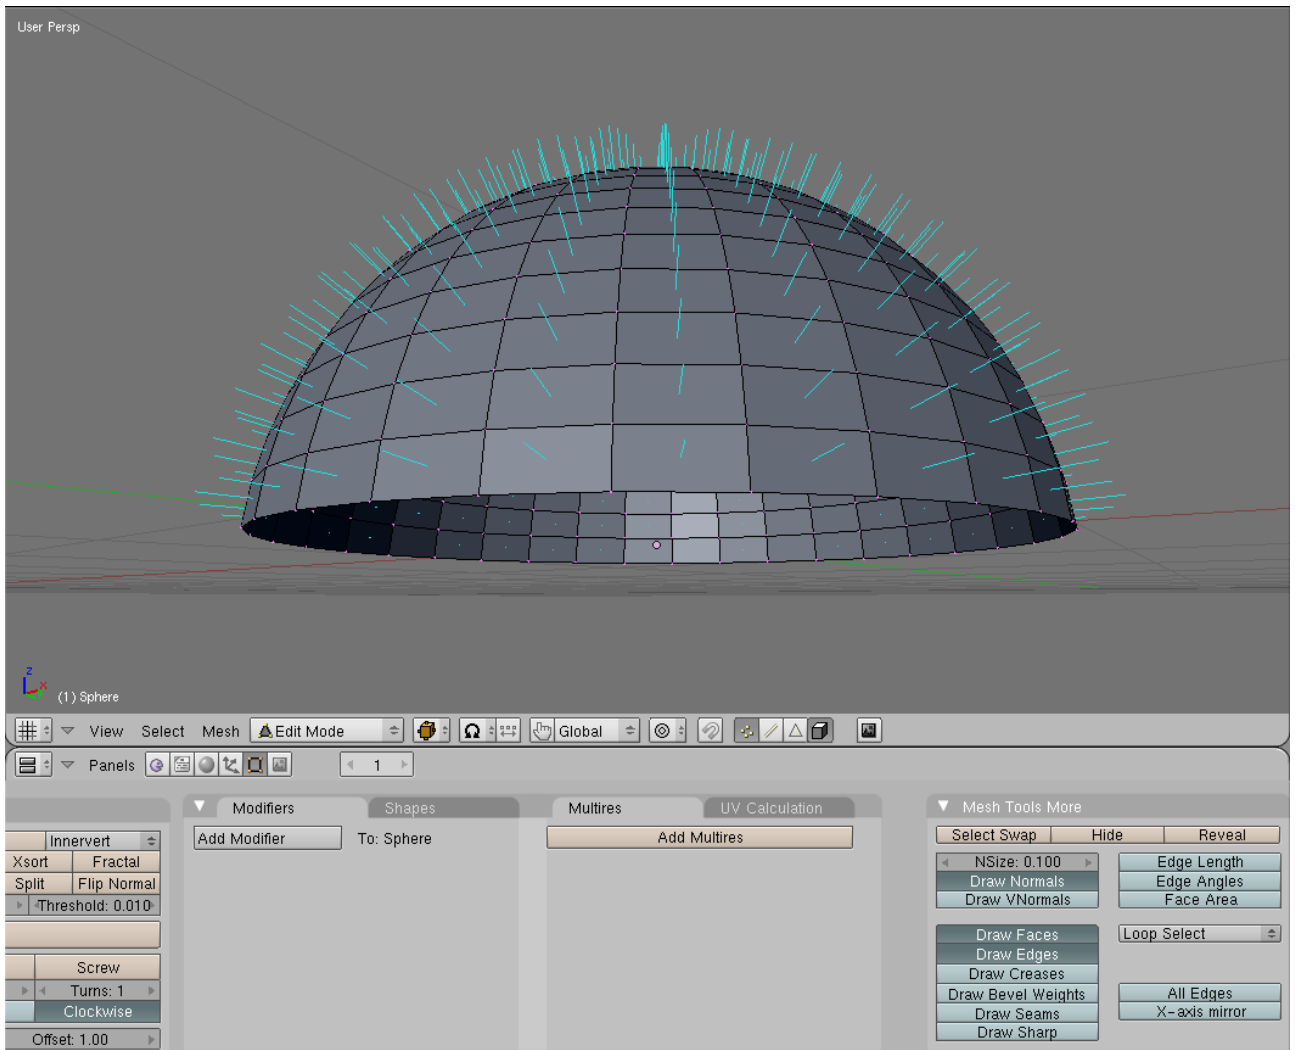 User Persp
z
x
(1) Sphere
View Select Mesh Edit Mode Global
Panels 1
Modifiers Shapes Multires UV Calculation Mesh Tools More
Innervert Add Modifier To: Sphere Add Multires Select Swap Hide Reveal
Xsort Fractal NSize: 0.100 Edge Length
Split Flip Normal Draw Normals Edge Angles
Threshold: 0.010 Draw VNormals Face Area
Draw Faces Loop Select
Draw Edges
Screw Draw Creases
Turns: 1 Draw Bevel Weights All Edges
Clockwise Draw Seams X-axis mirror
Offset: 1.00 Draw Sharp